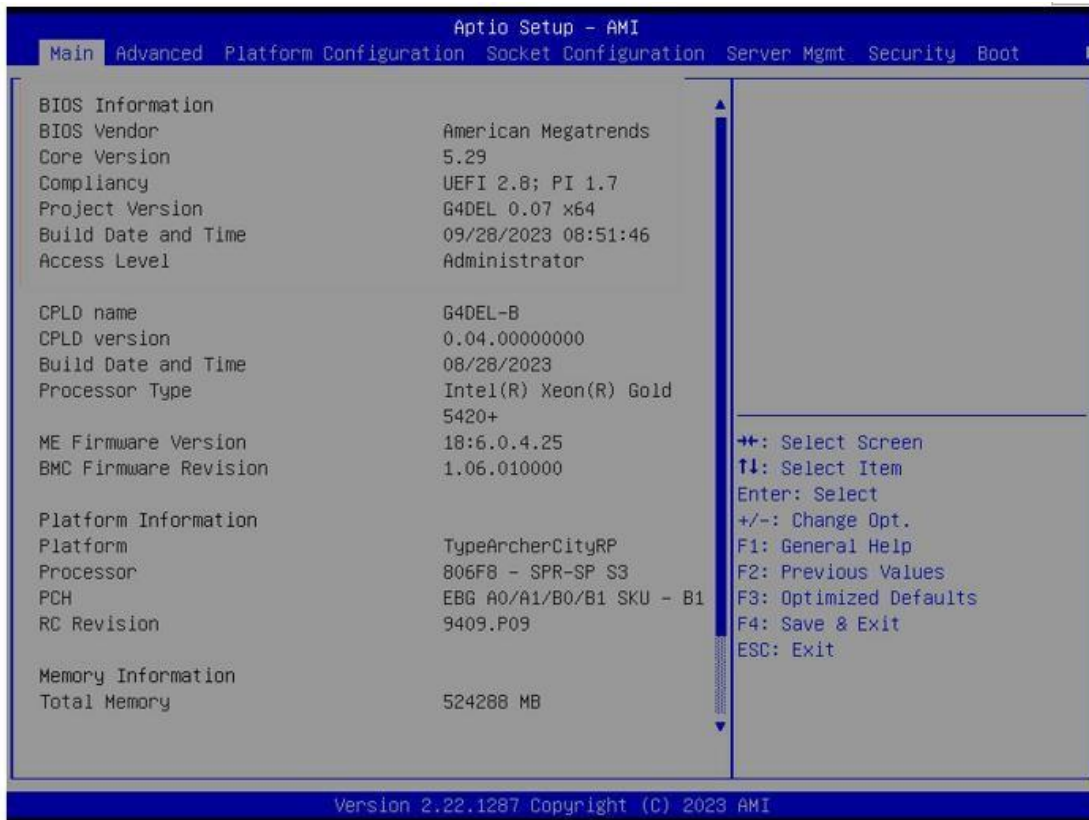 Aptio Setup - AMI
Main Advanced Platform Configuration Socket Configuration Server Mgmt Security Boot
BIOS Information
BIOS Vendor American Megatrends
Core Version 5.29
Compliancy UEFI 2.8; PI 1.7
Project Version G4DEL 0.07 x64
Build Date and Time 09/28/2023 08:51:46
Access Level Administrator
CPLD name G4DEL-B
CPLD version 0.04.00000000
Build Date and Time 08/28/2023
Processor Type Intel(R) Xeon(R) Gold
5420+
ME Firmware Version 18:6.0.4.25
BMC Firmware Revision 1.06.010000
Platform Information
Platform TypeArcherCityRP
Processor 806F8 - SPR-SP S3
PCH EBG A0/A1/B0/B1 SKU - B1
RC Revision 9409.P09
Memory Information
Total Memory 524288 MB
→←: Select Screen
↑↓: Select Item
Enter: Select
+/-: Change Opt.
F1: General Help
F2: Previous Values
F3: Optimized Defaults
F4: Save & Exit
ESC: Exit
Version 2.22.1287 Copyright (C) 2023 AMI